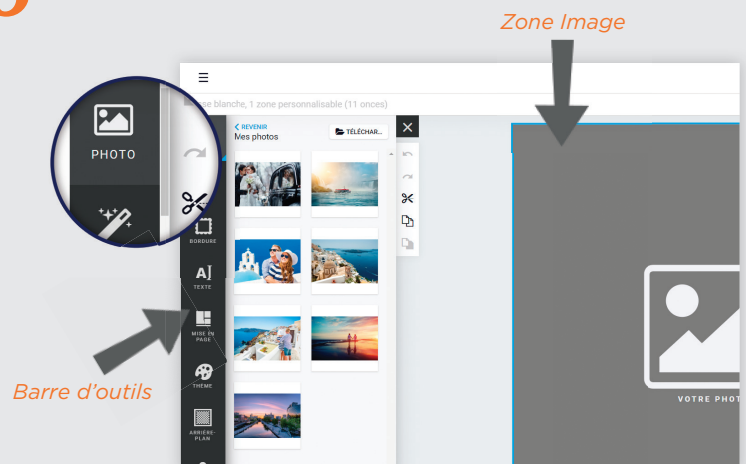 Zone Image
se blanche, 1 zone personnalisable (11 onces)
REVENIR
Mes photos
TÉLÉCHAR...
PHOTO
BORDURE
TEXTE
MISE EN
PAGE
THÈME
ARRIÈRE-
PLAN
Barre d'outils
VOTRE PHOT